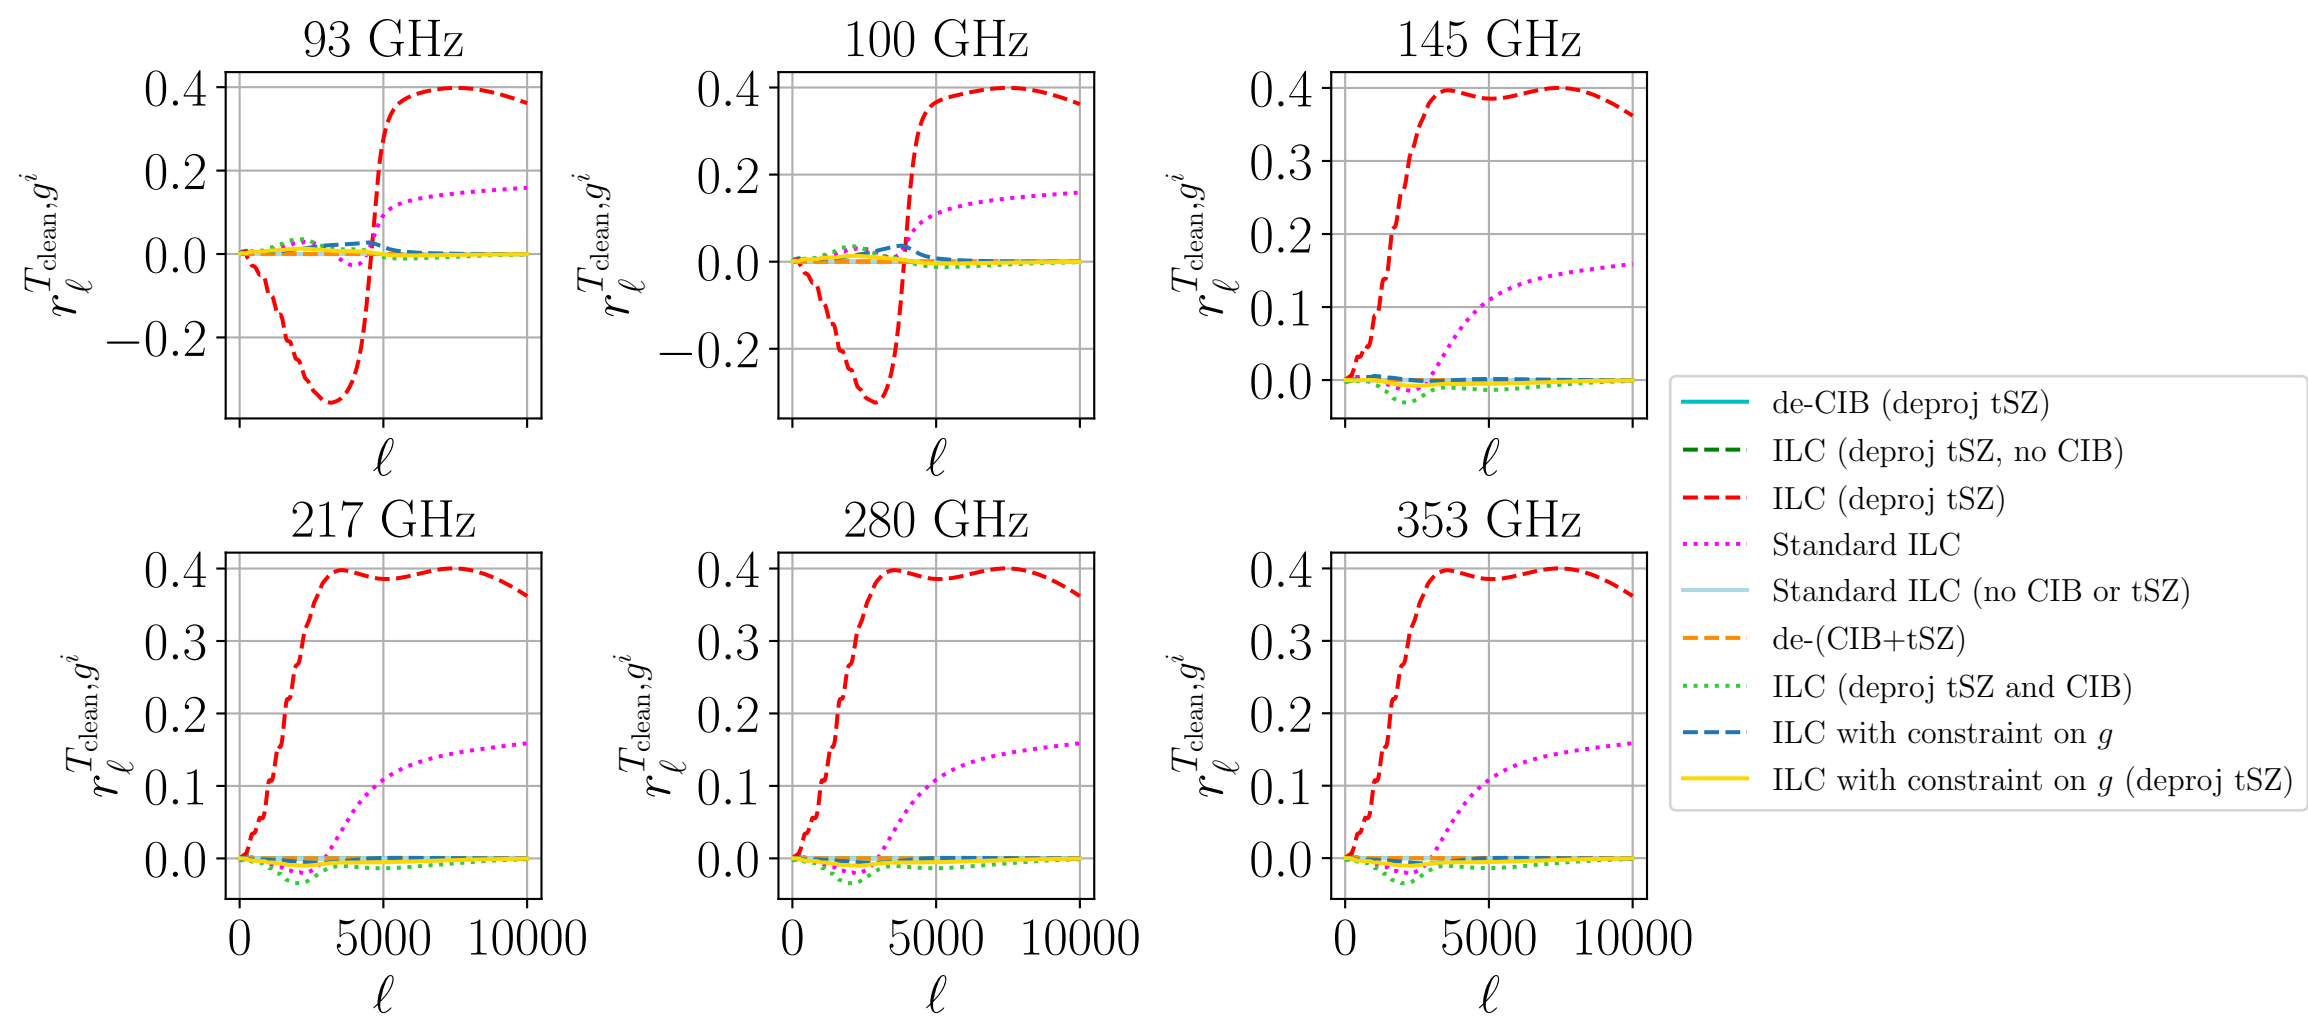 93 GHz
100 GHz
145 GHz
0.4
0.2
0.0
−0.2
0.4
0.2
0.0
−0.2
0.4
0.3
0.2
0.1
0.0
r_ℓ^{T_clean, g^i}
r_ℓ^{T_clean, g^i}
r_ℓ^{T_clean, g^i}
ℓ
ℓ
ℓ
217 GHz
280 GHz
353 GHz
0.4
0.3
0.2
0.1
0.0
0.4
0.3
0.2
0.1
0.0
0.4
0.3
0.2
0.1
0.0
r_ℓ^{T_clean, g^i}
r_ℓ^{T_clean, g^i}
r_ℓ^{T_clean, g^i}
0 5000 10000
0 5000 10000
0 5000 10000
ℓ
ℓ
ℓ
de-CIB (deproj tSZ)
ILC (deproj tSZ, no CIB)
ILC (deproj tSZ)
Standard ILC
Standard ILC (no CIB or tSZ)
de-(CIB+tSZ)
ILC (deproj tSZ and CIB)
ILC with constraint on g
ILC with constraint on g (deproj tSZ)